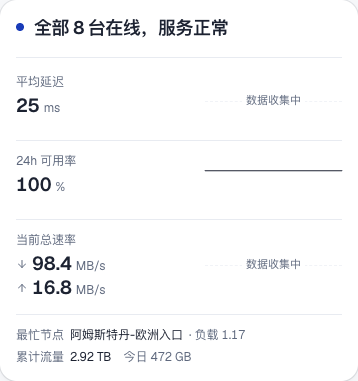 全部 8 台在线，服务正常
平均延迟
25 ms
数据收集中
24h 可用率
100 %
当前总速率
↓ 98.4 MB/s
↑ 16.8 MB/s
数据收集中
最忙节点 阿姆斯特丹-欧洲入口 · 负载 1.17
累计流量 2.92 TB 今日 472 GB